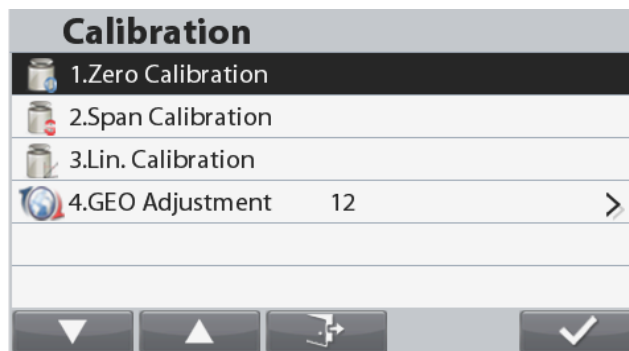 Calibration
1.Zero Calibration
2.Span Calibration
3.Lin. Calibration
4.GEO Adjustment 12